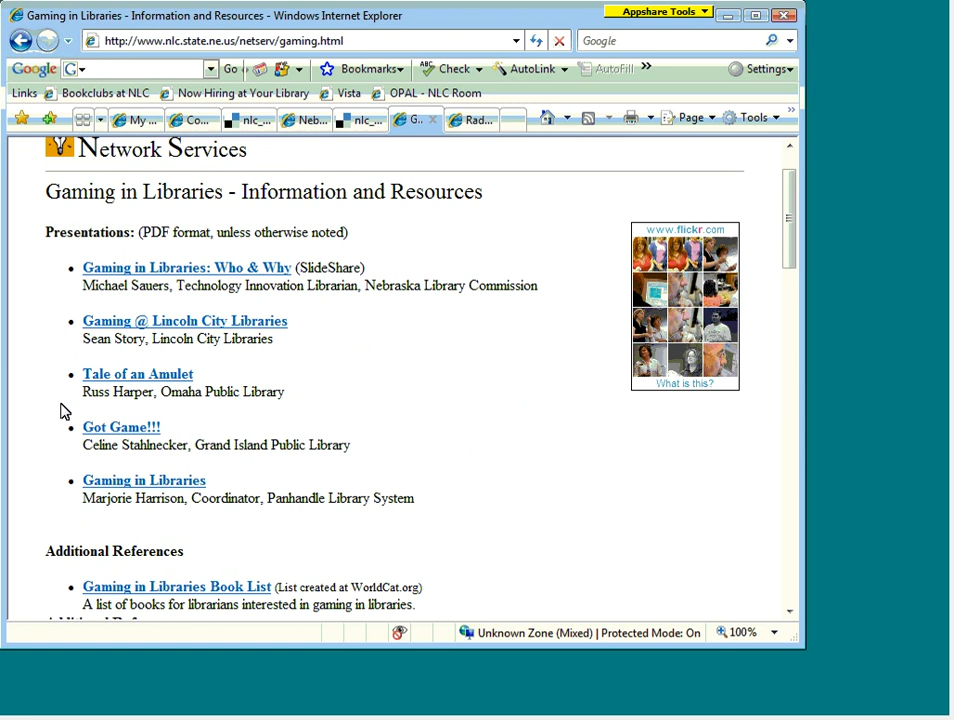 Gaming in Libraries - Information and Resources - Windows Internet Explorer
Appshare Tools
http://www.nlc.state.ne.us/netserv/gaming.html
Google
Google
G
Go
Bookmarks
ABC
Check
AutoLink
AutoFill
»
Settings
Links
Bookclubs at NLC
Now Hiring at Your Library
Vista
OPAL - NLC Room
My ...
Co...
nlc_...
Neb...
nlc_...
G..
Rad...
Page
Tools
»
Network Services
Gaming in Libraries - Information and Resources
Presentations: (PDF format, unless otherwise noted)
www.flickr.com
• Gaming in Libraries: Who & Why (SlideShare)
Michael Sauers, Technology Innovation Librarian, Nebraska Library Commission
• Gaming @ Lincoln City Libraries
Sean Story, Lincoln City Libraries
• Tale of an Amulet
Russ Harper, Omaha Public Library
What is this?
• Got Game!!!
Celine Stahlnecker, Grand Island Public Library
• Gaming in Libraries
Marjorie Harrison, Coordinator, Panhandle Library System
Additional References
• Gaming in Libraries Book List (List created at WorldCat.org)
A list of books for librarians interested in gaming in libraries.
Unknown Zone (Mixed) | Protected Mode: On
100%